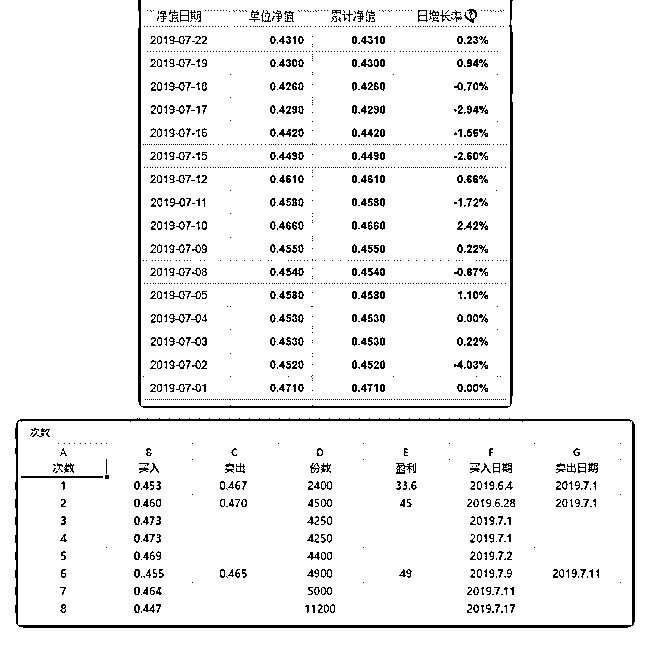 净值日期 单位净值 累计净值 日增长率
2019-07-22 0.4310 0.4310 0.23%
2019-07-19 0.4300 0.4300 0.94%
2019-07-18 0.4260 0.4260 -0.70%
2019-07-17 0.4290 0.4290 -2.94%
2019-07-16 0.4420 0.4420 -1.56%
2019-07-15 0.4490 0.4490 -2.60%
2019-07-12 0.4610 0.4610 0.66%
2019-07-11 0.4580 0.4580 -1.72%
2019-07-10 0.4660 0.4660 2.42%
2019-07-09 0.4550 0.4550 0.22%
2019-07-08 0.4540 0.4540 -0.87%
2019-07-05 0.4580 0.4580 1.10%
2019-07-04 0.4530 0.4530 0.00%
2019-07-03 0.4530 0.4530 0.22%
2019-07-02 0.4520 0.4520 -4.03%
2019-07-01 0.4710 0.4710 0.00%
次数
A B C D E F G
次数 买入 卖出 份数 盈利 买入日期 卖出日期
1 0.453 0.467 2400 33.6 2019.6.4 2019.7.1
2 0.460 0.470 4500 45 2019.6.28 2019.7.1
3 0.473 4250 2019.7.1
4 0.473 4250 2019.7.1
5 0.469 4400 2019.7.2
6 0..455 0.465 4900 49 2019.7.9 2019.7.11
7 0.464 5000 2019.7.11
8 0.447 11200 2019.7.17